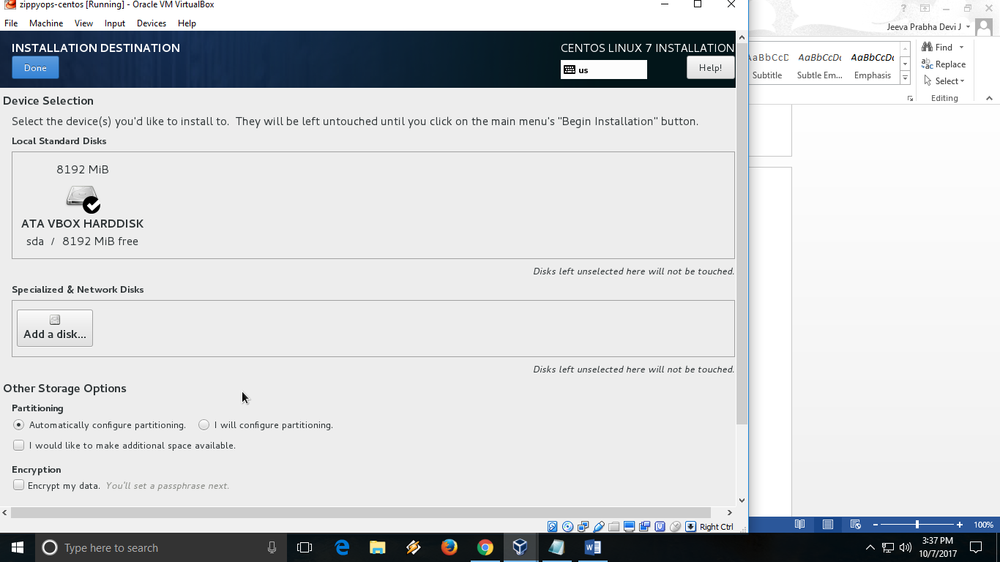 zippyops-centos [Running] - Oracle VM VirtualBox
File Machine View Input Devices Help
INSTALLATION DESTINATION
CENTOS LINUX 7 INSTALLATION
Done
us
Help!
Device Selection
Select the device(s) you'd like to install to. They will be left untouched until you click on the main menu's "Begin Installation" button.
Local Standard Disks
8192 MiB
ATA VBOX HARDDISK
sda / 8192 MiB free
Disks left unselected here will not be touched.
Specialized & Network Disks
Add a disk...
Disks left unselected here will not be touched.
Other Storage Options
Partitioning
Automatically configure partitioning. I will configure partitioning.
I would like to make additional space available.
Encryption
Encrypt my data. You'll set a passphrase next.
Right Ctrl
Jeeva Prabha Devi J
AaBbCcD AaBbCcDc AaBbCcDc
Subtitle Subtle Em... Emphasis
Find
Replace
Select
Editing
100%
Type here to search
3:37 PM
10/7/2017